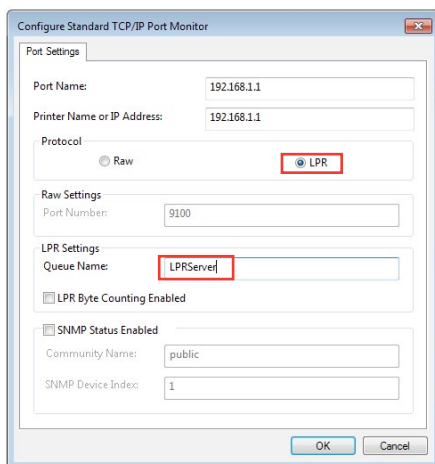 Configure Standard TCP/IP Port Monitor
Port Settings
Port Name: 192.168.1.1
Printer Name or IP Address: 192.168.1.1
Protocol
Raw LPR
Raw Settings
Port Number: 9100
LPR Settings
Queue Name: LPRServer
LPR Byte Counting Enabled
SNMP Status Enabled
Community Name: public
SNMP Device Index: 1
OK Cancel